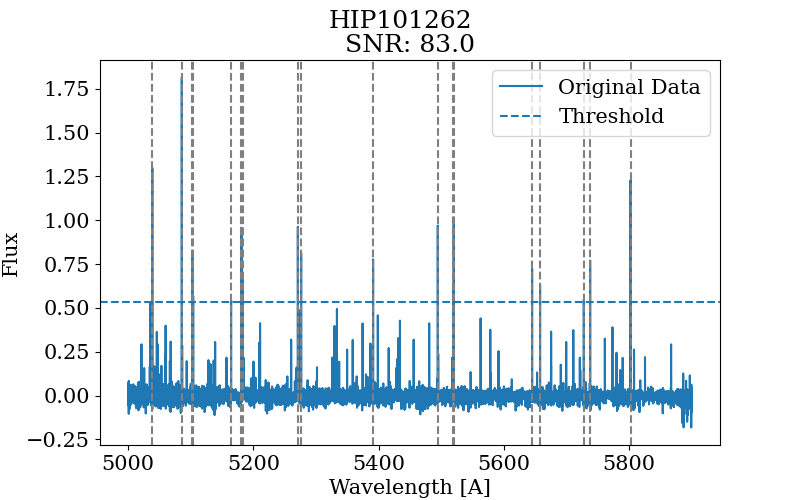 HIP101262
SNR: 83.0
Original Data
Threshold
Flux
1.75
1.50
1.25
1.00
0.75
0.50
0.25
0.00
−0.25
5000 5200 5400 5600 5800
Wavelength [A]